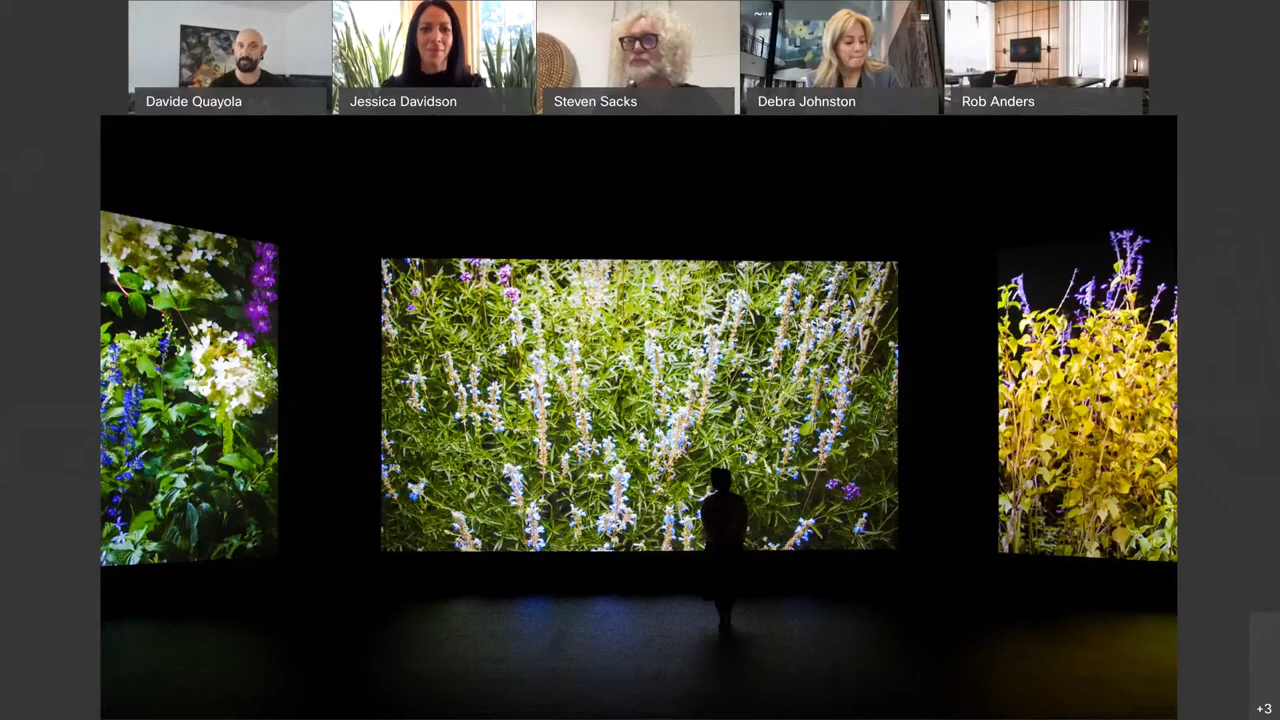 Davide Quayola
Jessica Davidson
Steven Sacks
Debra Johnston
Rob Anders
+3